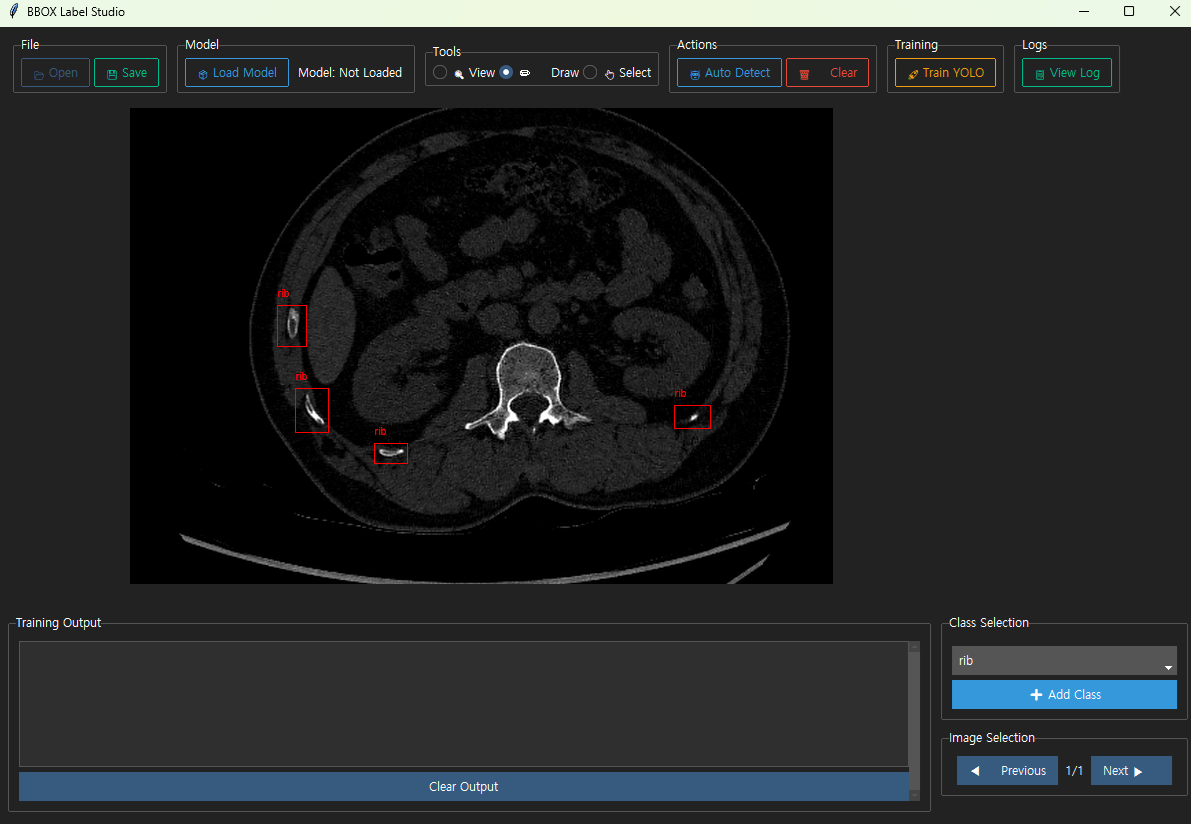 BBOX Label Studio
File
Open
Save
Model
Load Model
Model: Not Loaded
Tools
View
Draw
Select
Actions
Auto Detect
Clear
Training
Train YOLO
Logs
View Log
rib
rib
rib
rib
Training Output
Clear Output
Class Selection
rib
Add Class
Image Selection
Previous
1/1
Next